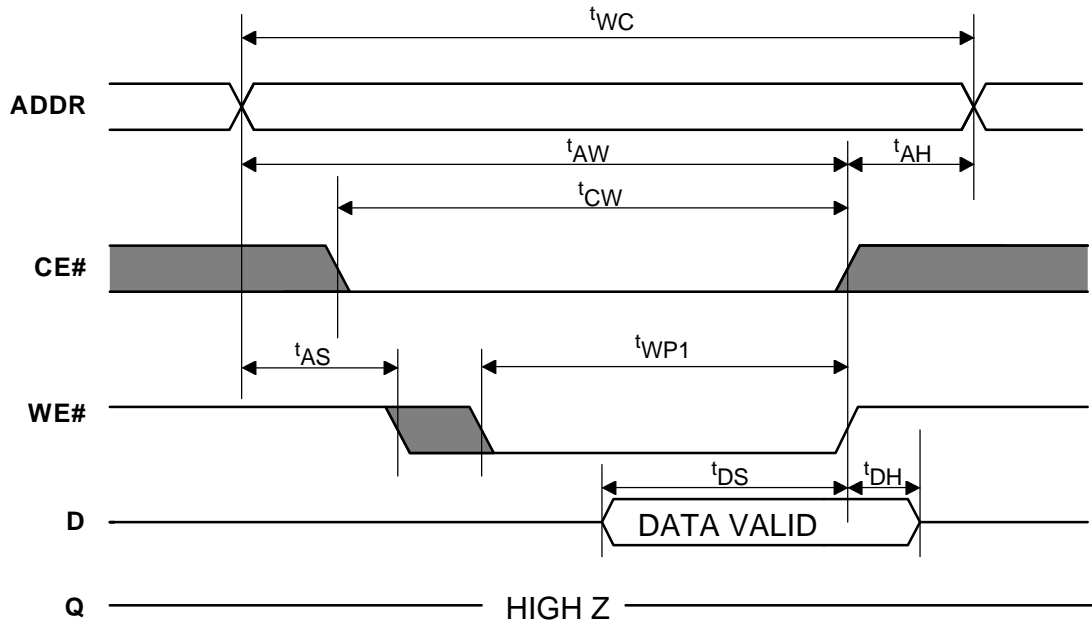 tWC
ADDR
tAW
tAH
tCW
CE#
tAS
tWP1
WE#
tDS
tDH
D
DATA VALID
Q
HIGH Z